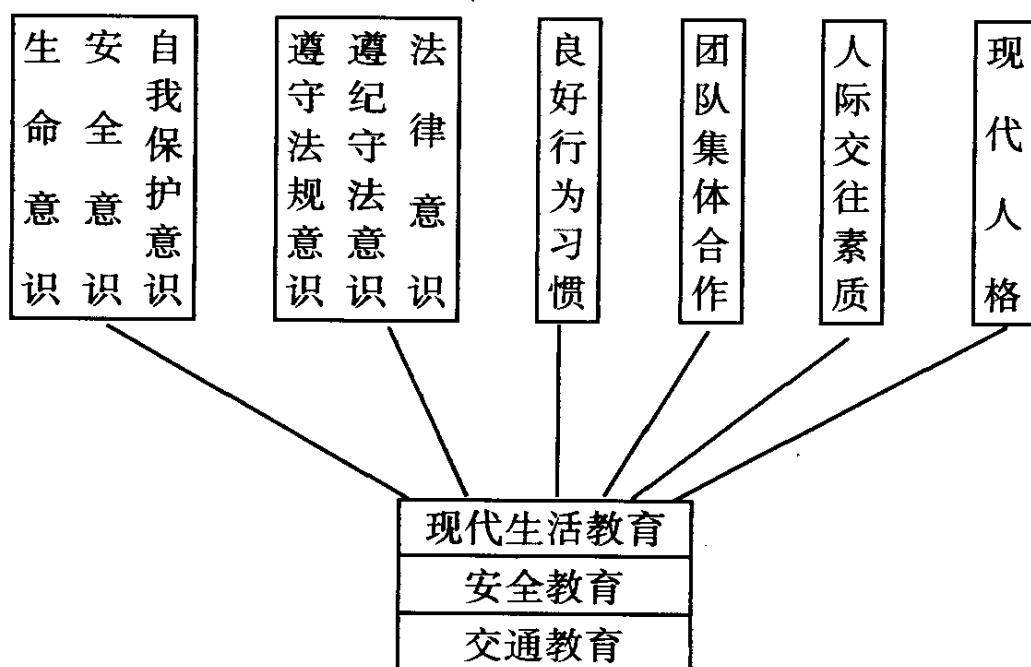 生命意识
安全意识
自我保护意识
遵守法规意识
遵纪守法意识
法律意识
良好行为习惯
团队集体合作
人际交往素质
现代人格
现代生活教育
安全教育
交通教育